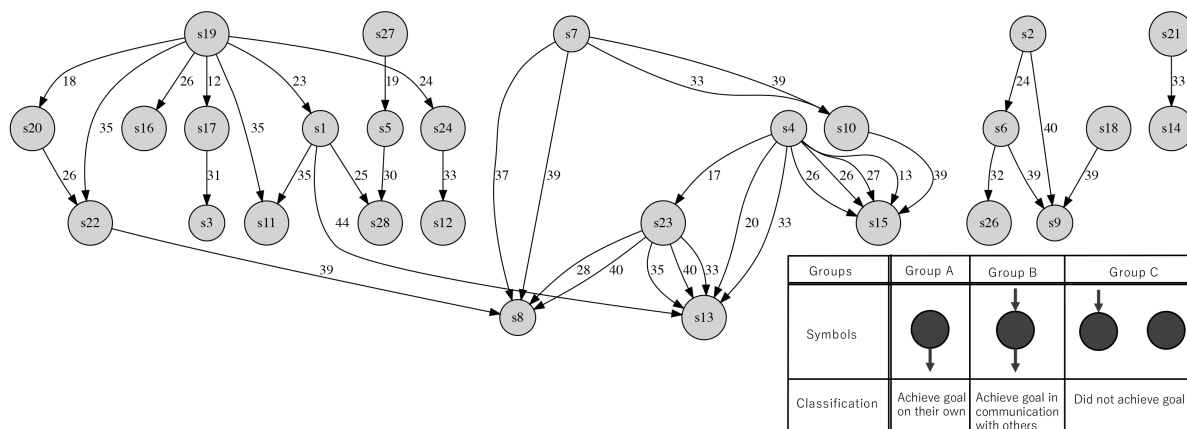 s19
s27
s7
s2
s21
18
26
12
23
24
19
33
39
24
33
s20
s16
s17
s1
s5
s24
s4
s10
s6
s18
s14
35
35
40
26
31
35
25
30
33
37
39
17
26
26
27
13
39
32
39
39
s22
s3
s11
44
s28
s12
s23
20
33
s15
s26
s9
39
28
40
35
40
33
s8
s13
Groups
Group A
Group B
Group C
Symbols
Classification
Achieve goal
on their own
Achieve goal in
communication
with others
Did not achieve goal